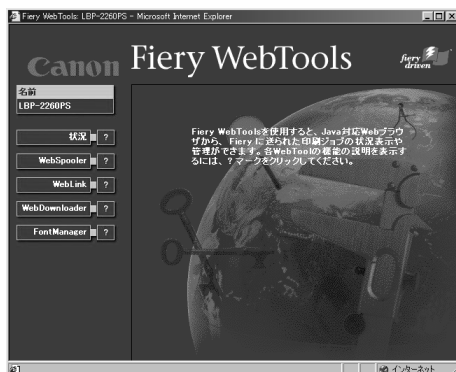 Fiery WebTools: LBP-2260PS - Microsoft Internet Explorer
Canon
Fiery WebTools
fiery driven
名前
LBP-2260PS
状況 ?
WebSpooler ?
WebLink ?
WebDownloader ?
FontManager ?
Fiery WebToolsを使用すると、Java対応Webブラウ
ザから、Fiery に送られた印刷ジョブの状況表示や
管理ができます。各WebToolの機能の説明を表示す
るには、? マークをクリックしてください。
インターネット